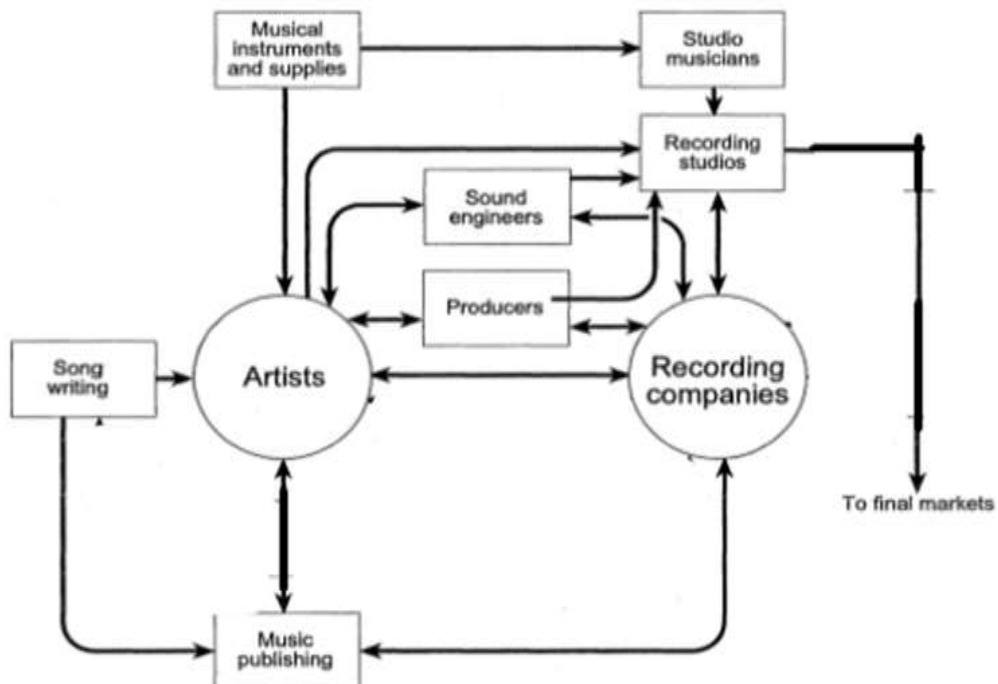 Musical
instruments
and supplies
Studio
musicians
Recording
studios
Sound
engineers
Producers
Song
writing
Artists
Recording
companies
To final markets
Music
publishing